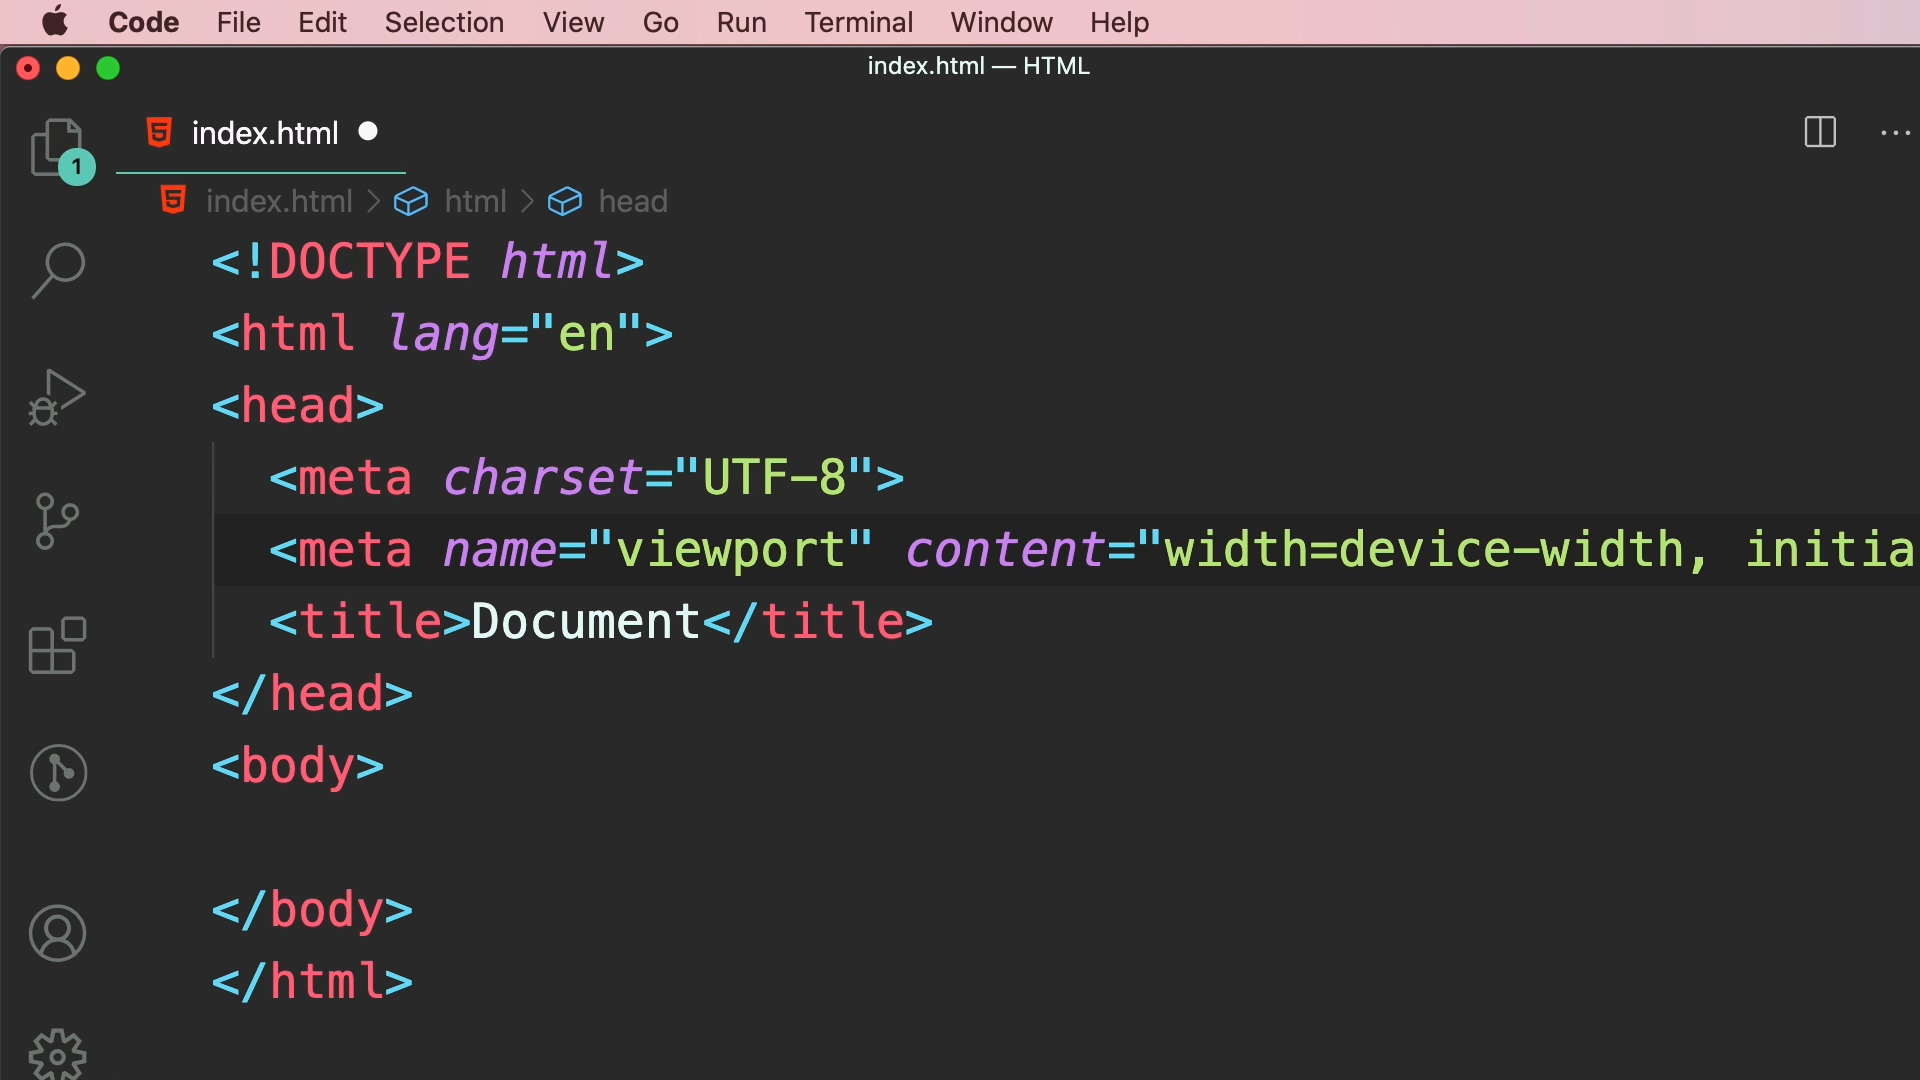 Code File Edit Selection View Go Run Terminal Window Help
index.html — HTML
index.html
1
index.html > html > head
<!DOCTYPE html>
<html lang="en">
<head>
<meta charset="UTF-8">
<meta name="viewport" content="width=device-width, initia
<title>Document</title>
</head>
<body>
</body>
</html>